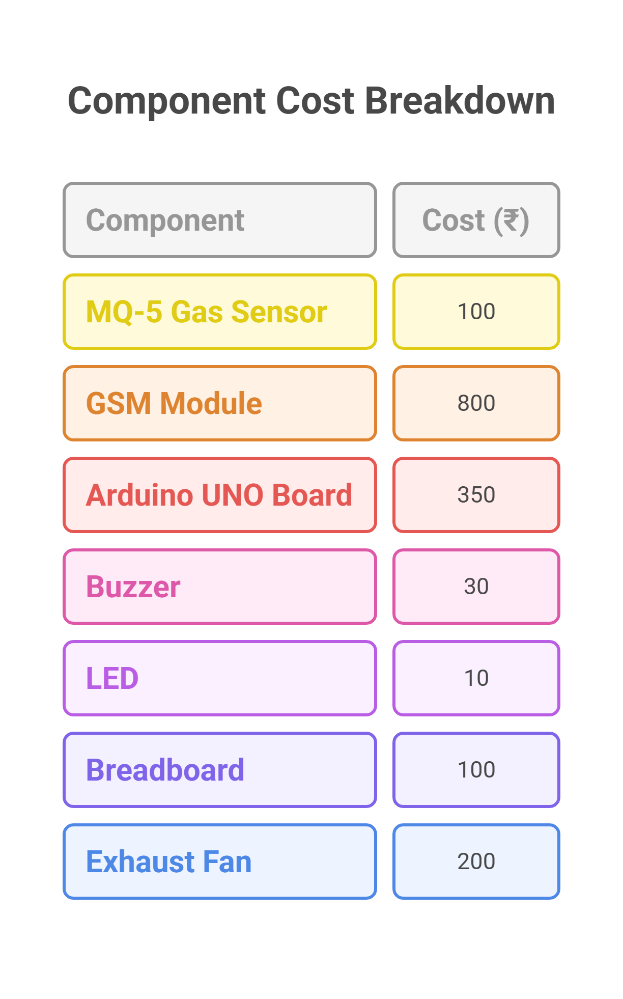 Component Cost Breakdown
Component Cost (₹)
MQ-5 Gas Sensor 100
GSM Module 800
Arduino UNO Board 350
Buzzer 30
LED 10
Breadboard 100
Exhaust Fan 200